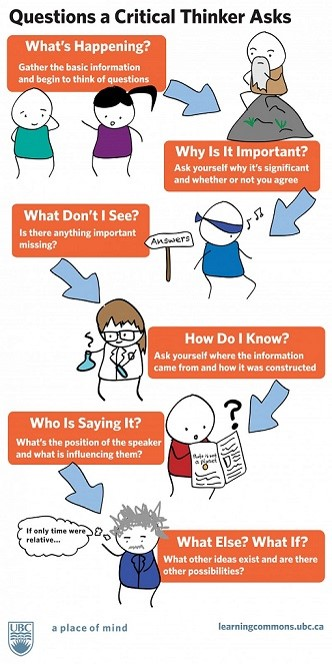 Questions a Critical Thinker Asks
What's Happening?
Gather the basic information
and begin to think of questions
Why Is It Important?
Ask yourself why it's significant
and whether or not you agree
What Don't I See?
Is there anything important
missing?
Answers
How Do I Know?
Ask yourself where the information
came from and how it was constructed
Who Is Saying It?
What's the position of the speaker
and what is influencing them?
?
Pluto is not
a planet
If only time were
relative...
What Else? What If?
What other ideas exist and are there
other possibilities?
UBC
a place of mind
learningcommons.ubc.ca